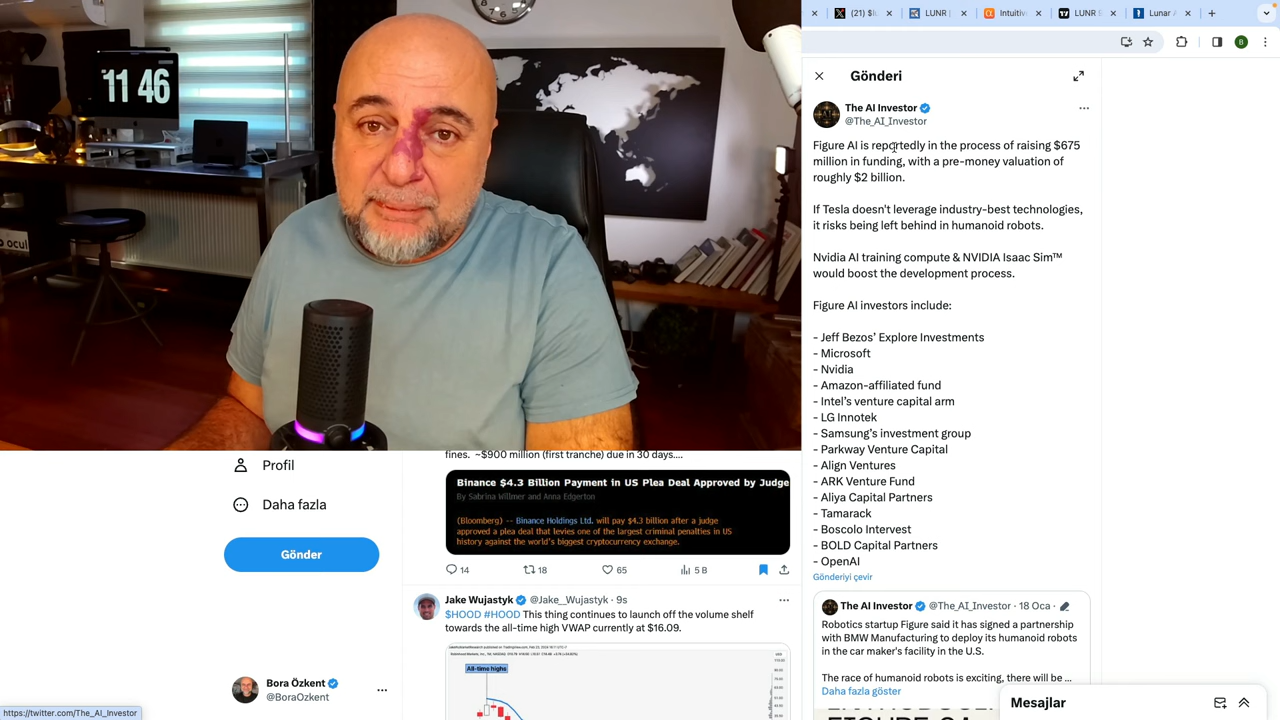 11 46
o ocul
(21) $l
LUNR
Intuitiv
LUNR
Lunar
B
Gönderi
The AI Investor
@The_AI_Investor
Figure AI is reportedly in the process of raising $675
million in funding, with a pre-money valuation of
roughly $2 billion.
If Tesla doesn't leverage industry-best technologies,
it risks being left behind in humanoid robots.
Nvidia AI training compute & NVIDIA Isaac Sim™
would boost the development process.
Figure AI investors include:
- Jeff Bezos' Explore Investments
- Microsoft
- Nvidia
- Amazon-affiliated fund
- Intel's venture capital arm
- LG Innotek
- Samsung's investment group
- Parkway Venture Capital
- Align Ventures
- ARK Venture Fund
- Aliya Capital Partners
- Tamarack
- Boscolo Intervest
- BOLD Capital Partners
- OpenAI
Gönderiyi çevir
The AI Investor @The_AI_Investor · 18 Oca ·
Robotics startup Figure said it has signed a partnership
with BMW Manufacturing to deploy its humanoid robots
in the car maker's facility in the U.S.
The race of humanoid robots is exciting, there will be ...
Daha fazla göster
Mesajlar
Profil
Daha fazla
Gönder
Bora Özkent
@BoraOzkent
https://twitter.com/The_AI_Investor
fines. ~$900 million (first tranche) due in 30 days....
Binance $4.3 Billion Payment in US Plea Deal Approved by Judge
By Sabrina Willmer and Anna Edgerton
(Bloomberg) -- Binance Holdings Ltd. will pay $4.3 billion after a judge
approved a plea deal that levies one of the largest criminal penalties in US
history against the world's biggest cryptocurrency exchange.
14
18
65
5 B
Jake Wujastyk @Jake__Wujastyk · 9s
$HOOD #HOOD This thing continues to launch off the volume shelf
towards the all-time high VWAP currently at $16.09.
All-time highs